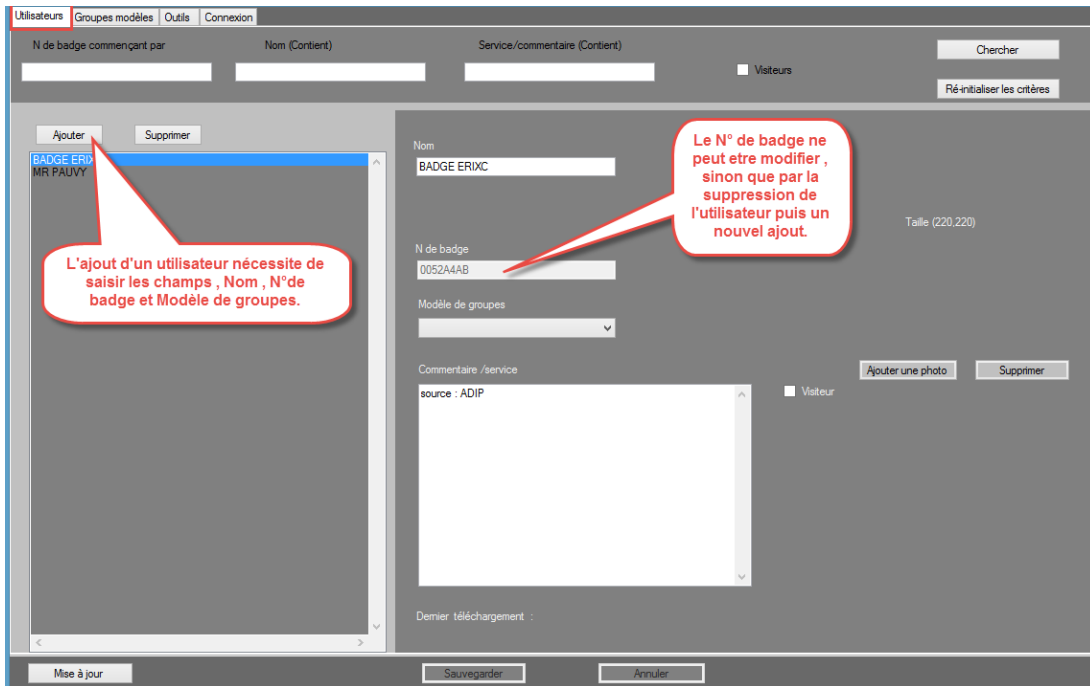 Utilisateurs Groupes modèles Outils Connexion
N de badge commençant par Nom (Contient) Service/commentaire (Contient)
Chercher
Visiteurs
Ré-initialiser les critères
Ajouter Supprimer
BADGE ERIX
MR PAUVY
L'ajout d'un utilisateur nécessite de
saisir les champs , Nom , N°de
badge et Modèle de groupes.
Nom
BADGE ERIXC
Le N° de badge ne
peut etre modifier ,
sinon que par la
suppression de
l'utilisateur puis un
nouvel ajout.
Taille (220,220)
N de badge
0052A4AB
Modèle de groupes
Commentaire /service
Ajouter une photo Supprimer
source : ADIP
Visiteur
Dernier téléchargement :
Mise à jour Sauvegarder Annuler